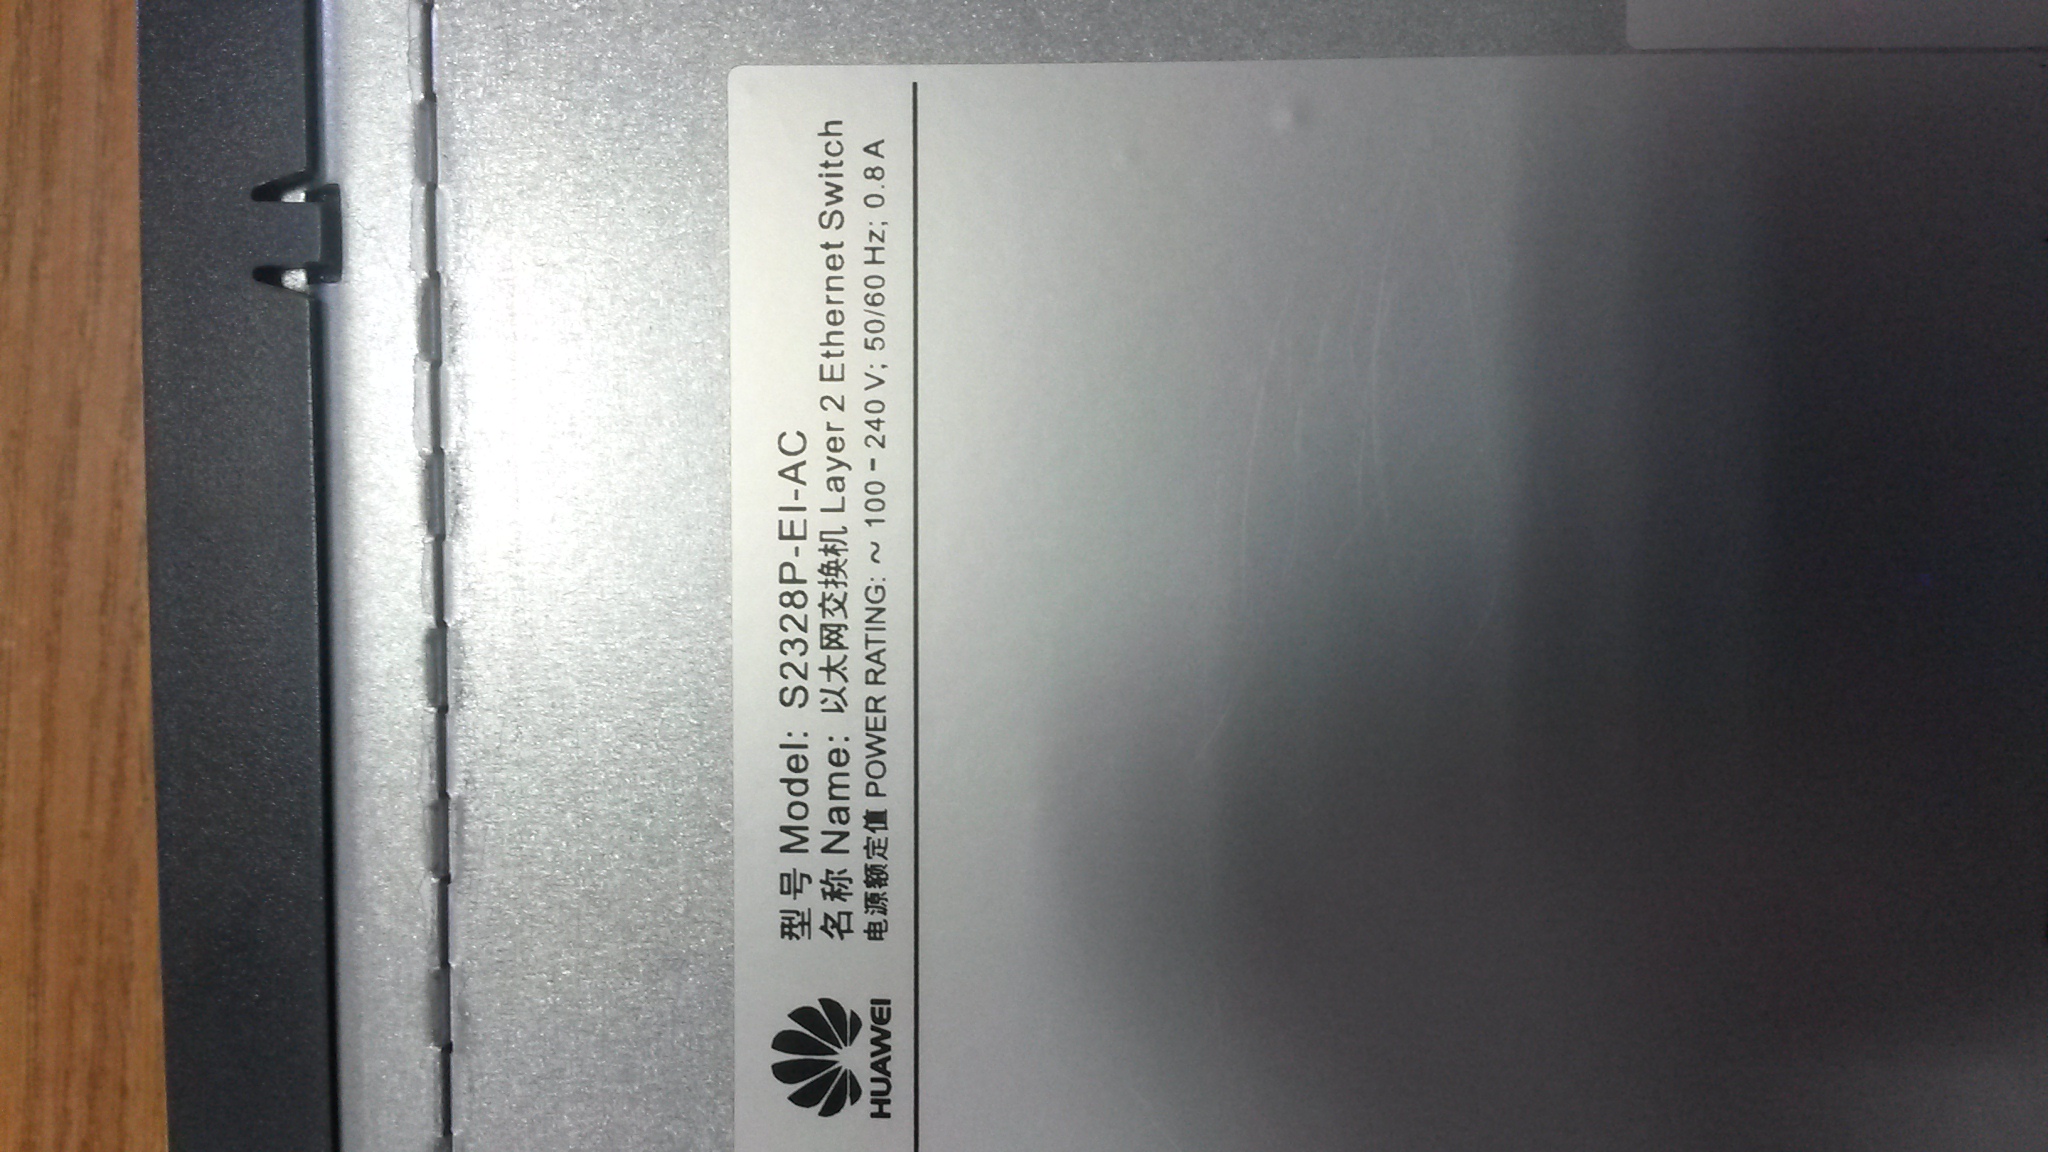 型号 Model: S2328P-EI-AC
名称 Name: 以太网交换机 Layer 2 Ethernet Switch
电源额定值 POWER RATING: ~ 100 - 240 V; 50/60 Hz; 0.8 A
HUAWEI